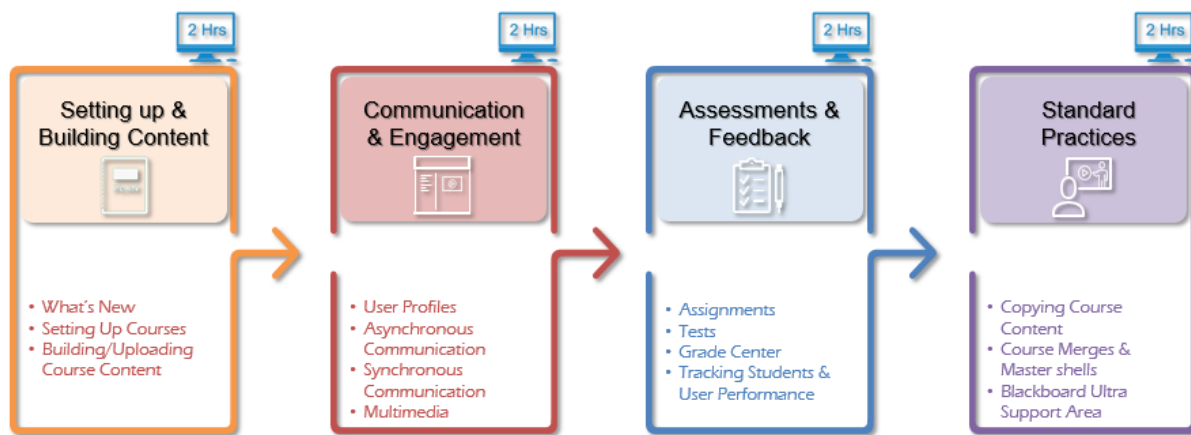 2 Hrs
Setting up &
Building Content
• What's New
• Setting Up Courses
• Building/Uploading
Course Content
2 Hrs
Communication
& Engagement
• User Profiles
• Asynchronous
Communication
• Synchronous
Communication
• Multimedia
2 Hrs
Assessments &
Feedback
• Assignments
• Tests
• Grade Center
• Tracking Students &
User Performance
2 Hrs
Standard
Practices
• Copying Course
Content
• Course Merges &
Master shells
• Blackboard Ultra
Support Area